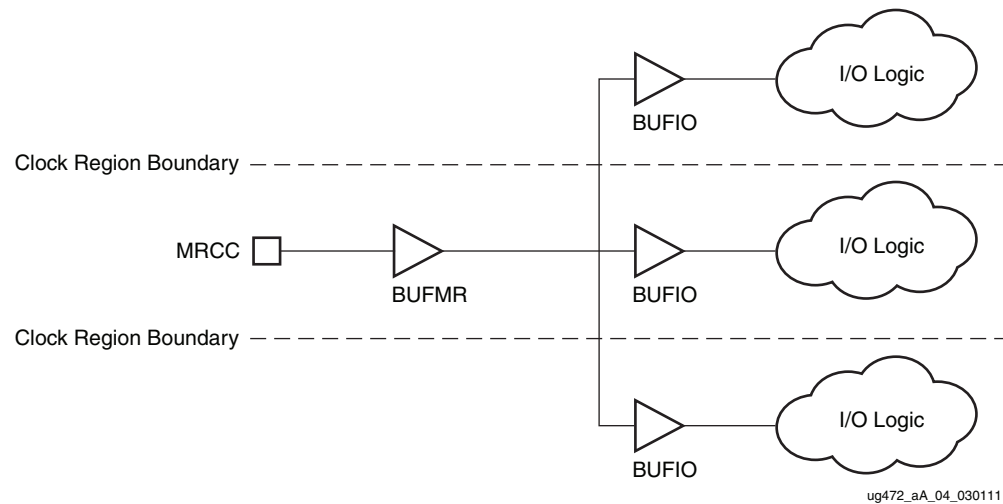 I/O Logic
BUFIO
Clock Region Boundary
I/O Logic
MRCC
BUFMR
BUFIO
Clock Region Boundary
I/O Logic
BUFIO
ug472_aA_04_030111